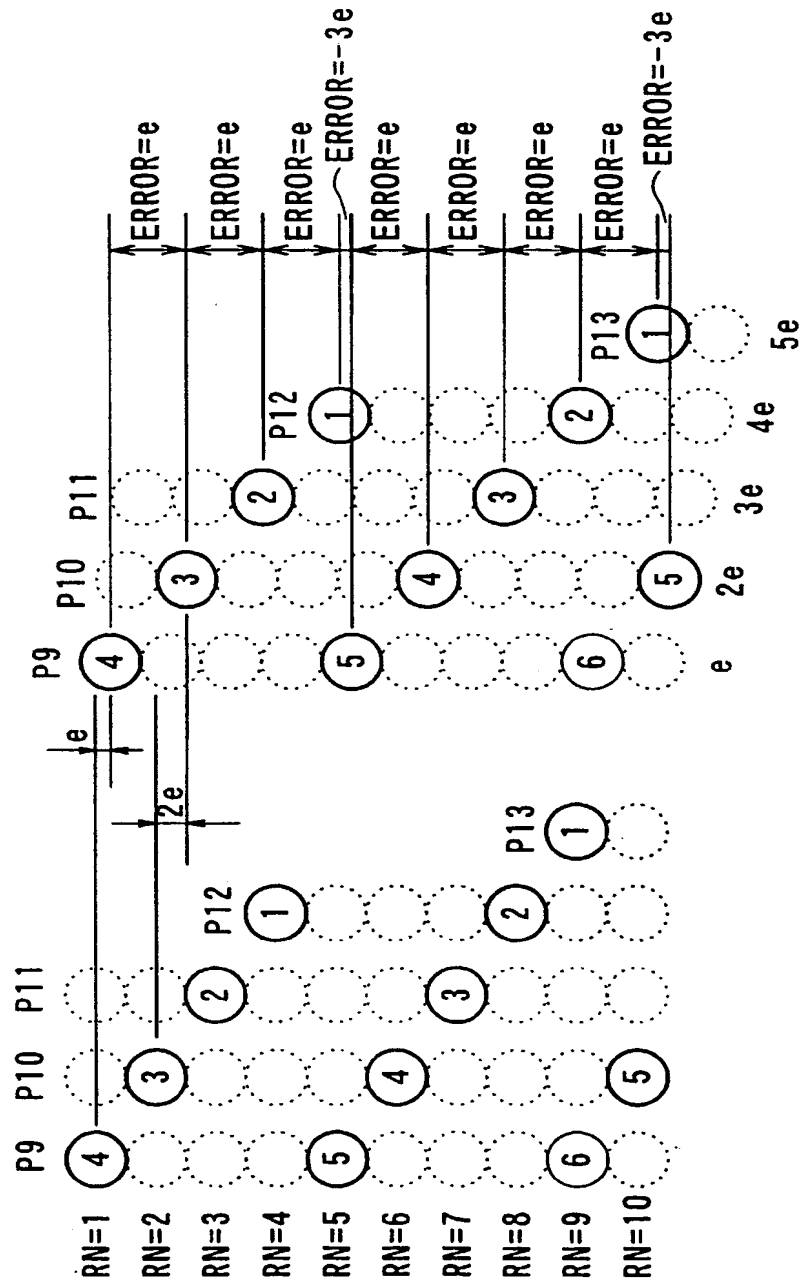 P9 P10 P11 P12 P13
e
2e
P9 P10 P11 P12 P13
RN=1 4 4
RN=2 3 3
RN=3 2 2
RN=4 1 1
RN=5 5 5
RN=6 4 4
RN=7 3 3
RN=8 2 2
RN=9 6 1 6 1
RN=10 5 5
e 2e 3e 4e 5e
ERROR=e
ERROR=e
ERROR=e
ERROR=-3e
ERROR=e
ERROR=e
ERROR=e
ERROR=e
ERROR=-3e